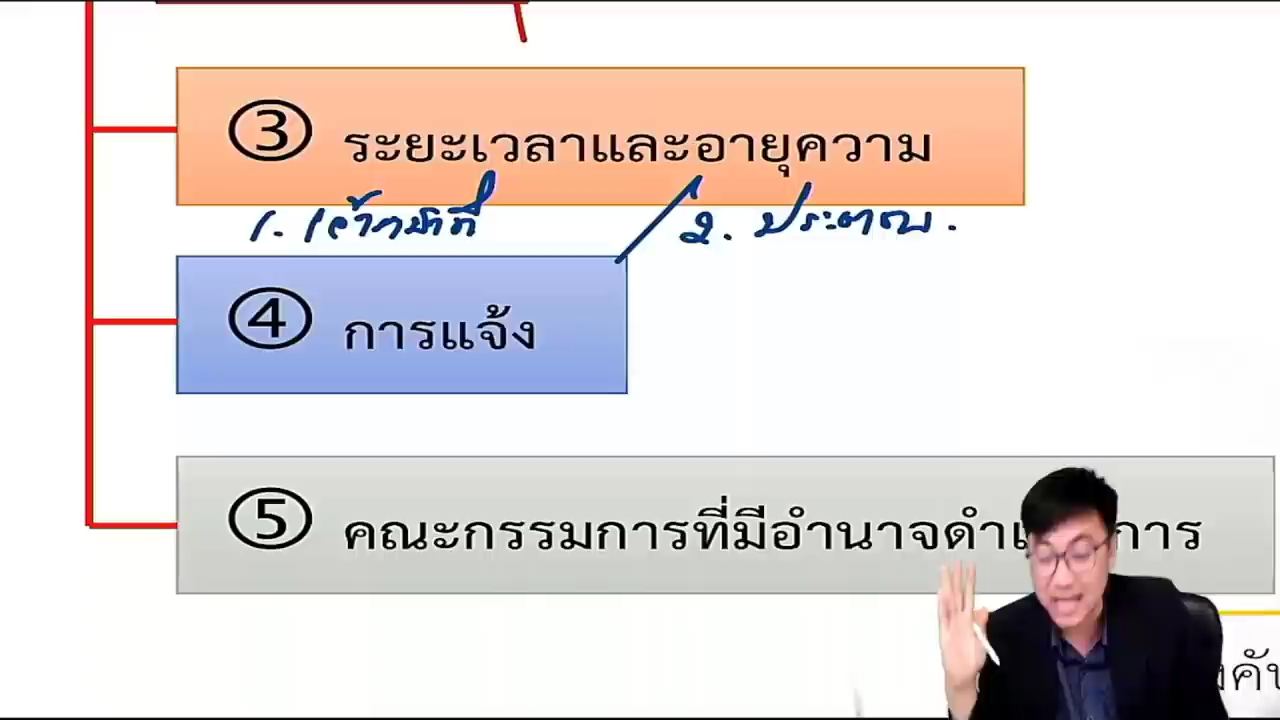 ③ ระยะเวลาและอายุความ
1. เจ้าหน้าที่ 2. ประชาชน.
④ การแจ้ง
⑤ คณะกรรมการที่มีอำนาจดำเ การ